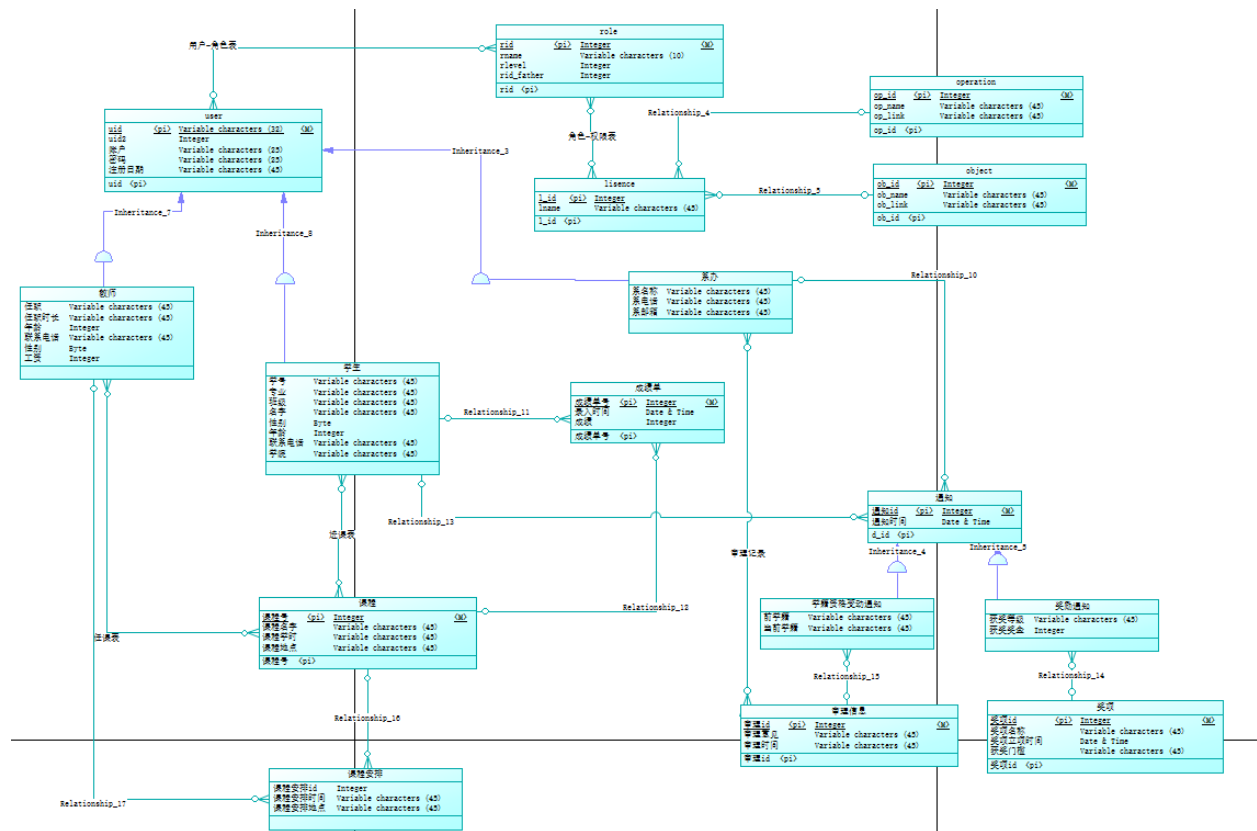 role
rid <pi> Integer <M>
rname Variable characters (10)
rlevel Integer
rid_father Integer
rid <pi>
用户-角色表
operation
op_id <pi> Integer <M>
op_name Variable characters (45)
op_link Variable characters (45)
op_id <pi>
Relationship_4
user
uid <pi> Variable characters (32) <M>
uid2 Integer
账户 Variable characters (25)
密码 Variable characters (25)
注册日期 Variable characters (45)
uid <pi>
角色-权限表
Inheritance_3
object
ob_id <pi> Integer <M>
ob_name Variable characters (45)
ob_link Variable characters (45)
ob_id <pi>
lisence
l_id <pi> Integer
lname Variable characters (45)
l_id <pi>
Relationship_5
Inheritance_7
Inheritance_8
系办
系名称 Variable characters (45)
系电话 Variable characters (45)
系邮箱 Variable characters (45)
Relationship_10
教师
任职 Variable characters (45)
任职时长 Variable characters (45)
年龄 Integer
联系电话 Variable characters (45)
性别 Byte
工资 Integer
学生
学号 Variable characters (45)
专业 Variable characters (45)
班级 Variable characters (45)
名字 Variable characters (45)
性别 Byte
年龄 Integer
联系电话 Variable characters (45)
学院 Variable characters (45)
Relationship_11
成绩单
成绩单号 <pi> Integer <M>
录入时间 Date & Time
成绩 Integer
成绩单号 <pi>
通知
通知id <pi> Integer <M>
通知时间 Date & Time
d_id <pi>
Relationship_13
选课表
审理记录
Inheritance_4
Inheritance_5
课程
课程号 <pi> Integer <M>
课程名字 Variable characters (45)
课程学时 Variable characters (45)
课程地点 Variable characters (45)
课程号 <pi>
Relationship_12
任课表
学籍资格变动通知
前学籍 Variable characters (45)
当前学籍 Variable characters (45)
奖励通知
获奖等级 Variable characters (45)
获奖奖金 Integer
Relationship_15
Relationship_14
Relationship_16
审理信息
审理id <pi> Integer <M>
审理意见 Variable characters (45)
审理时间 Variable characters (45)
审理id <pi>
奖项
奖项id <pi> Integer <M>
奖项名称 Variable characters (45)
奖项立项时间 Date & Time
获奖门槛 Variable characters (45)
奖项id <pi>
课程安排
课程安排id Integer
课程安排时间 Variable characters (45)
课程安排地点 Variable characters (45)
Relationship_17